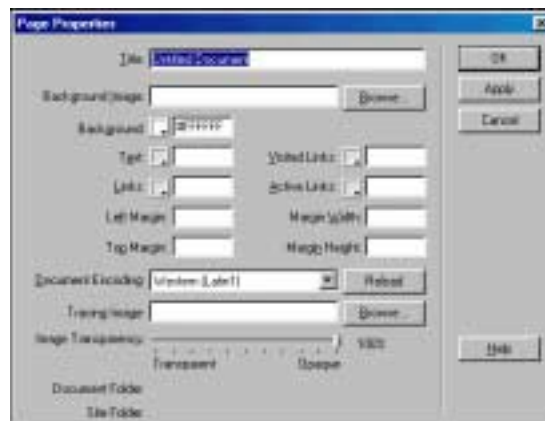 Page Properties
Title: Untitled Document
OK
Background Image:
Browse...
Apply
Background: #FFFFFF
Cancel
Text:
Visited Links:
Links:
Active Links:
Left Margin:
Margin Width:
Top Margin:
Margin Height:
Document Encoding: Western (Latin1)
Reload
Tracing Image:
Browse...
Image Transparency:
100%
Transparent
Opaque
Help
Document Folder:
Site Folder: